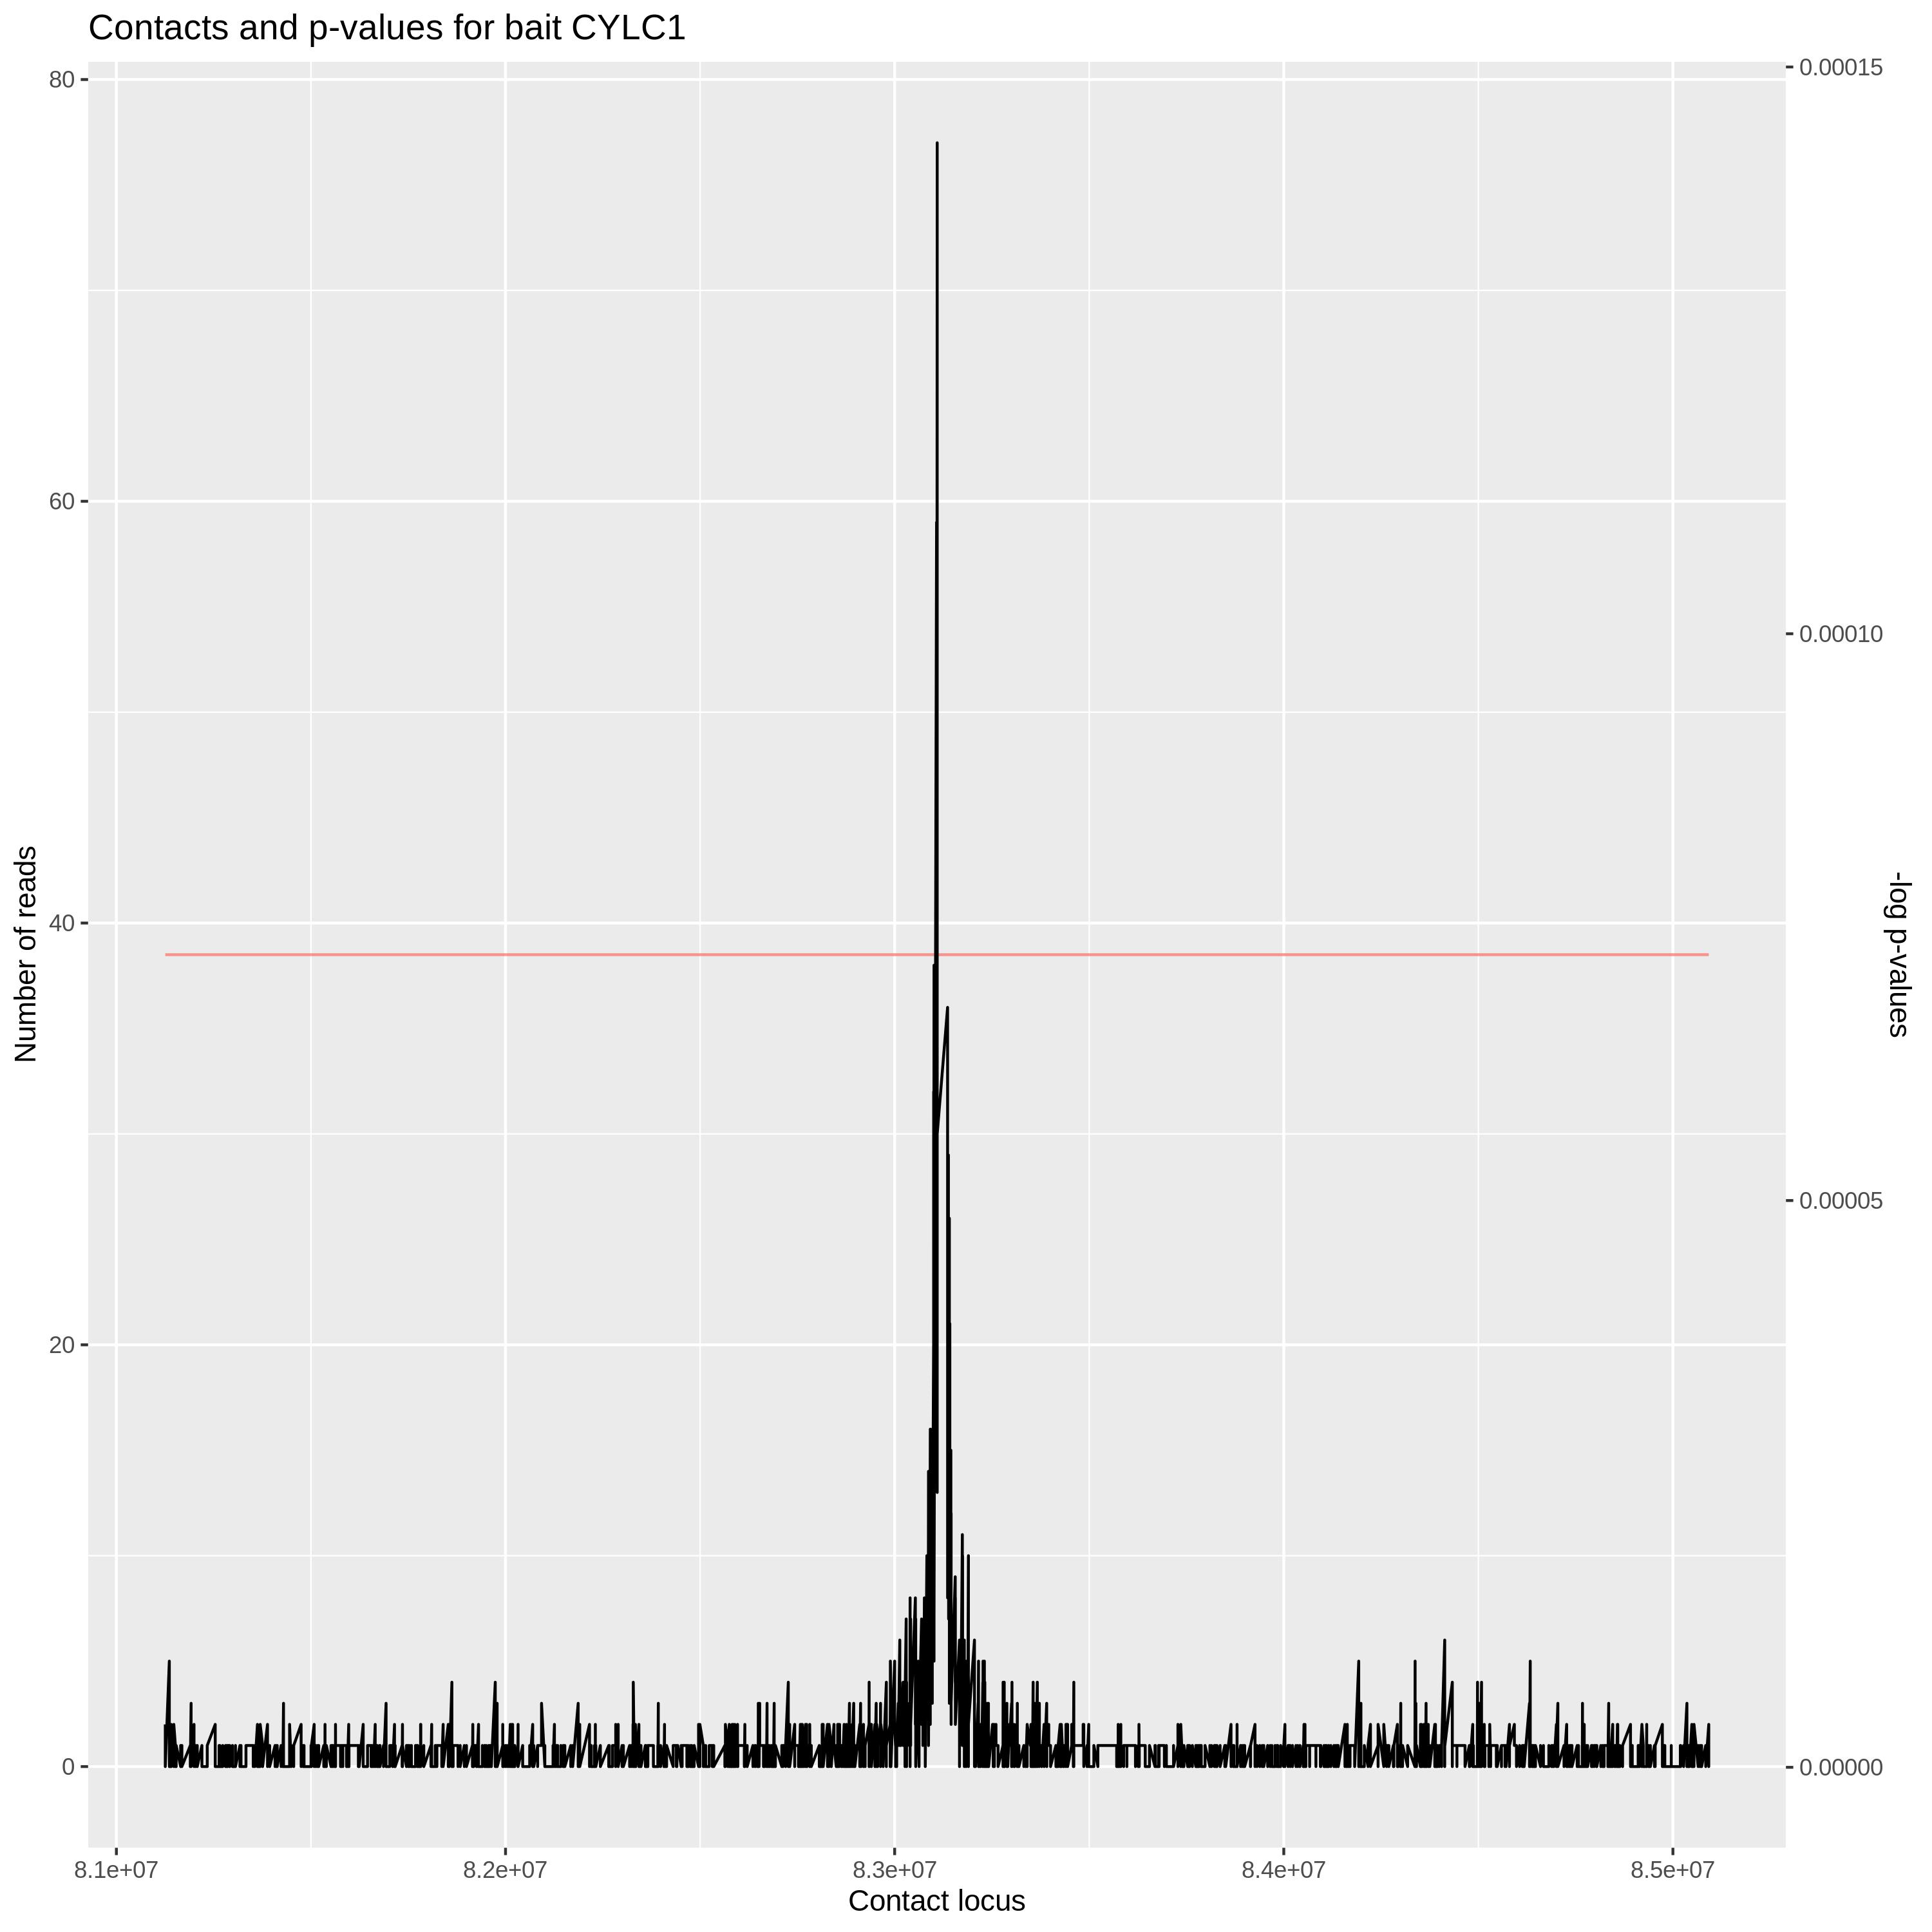 Contacts and p-values for bait CYLC1
80
60
40
20
0
Number of reads
0.00015
0.00010
0.00005
0.00000
-log p-values
8.1e+07
8.2e+07
8.3e+07
8.4e+07
8.5e+07
Contact locus